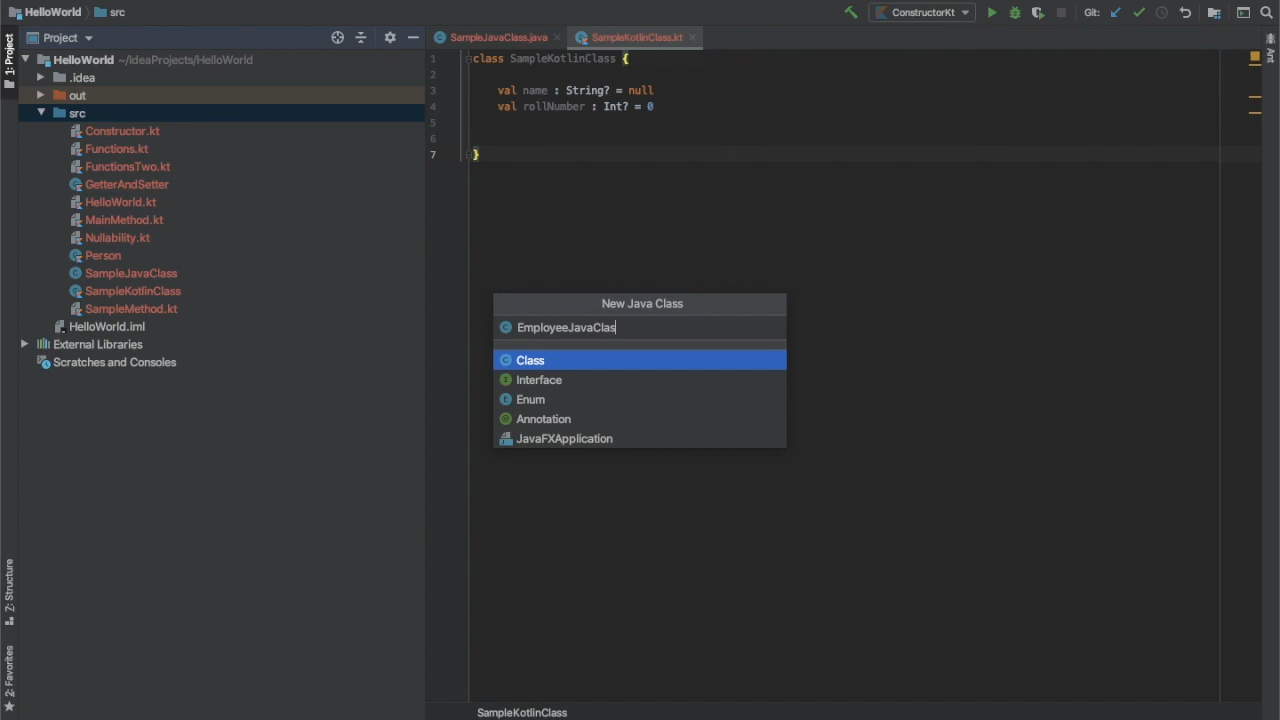 HelloWorld src
ConstructorKt Git:
1: Project
Project
SampleJavaClass.java SampleKotlinClass.kt
Ant
HelloWorld ~/IdeaProjects/HelloWorld
.idea
out
src
Constructor.kt
Functions.kt
FunctionsTwo.kt
GetterAndSetter
HelloWorld.kt
MainMethod.kt
Nullability.kt
Person
SampleJavaClass
SampleKotlinClass
SampleMethod.kt
HelloWorld.iml
External Libraries
Scratches and Consoles
1 class SampleKotlinClass {
2
3 val name : String? = null
4 val rollNumber : Int? = 0
5
6
7 }
New Java Class
EmployeeJavaClas
Class
Interface
Enum
Annotation
JavaFXApplication
Z: Structure
2: Favorites
SampleKotlinClass